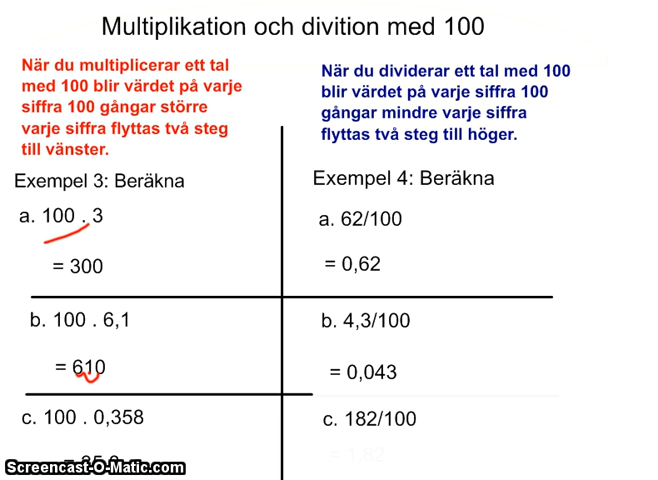 Multiplikation och divition med 100
När du multiplicerar ett tal
med 100 blir värdet på varje
siffra 100 gångar större
varje siffra flyttas två steg
till vänster.
Exempel 3: Beräkna
a. 100 . 3
= 300
b. 100 . 6,1
= 610
c. 100 . 0,358
När du dividerar ett tal med 100
blir värdet på varje siffra 100
gångar mindre varje siffra
flyttas två steg till höger.
Exempel 4: Beräkna
a. 62/100
= 0,62
b. 4,3/100
= 0,043
c. 182/100
= 1,82
Screencast-O-Matic.com